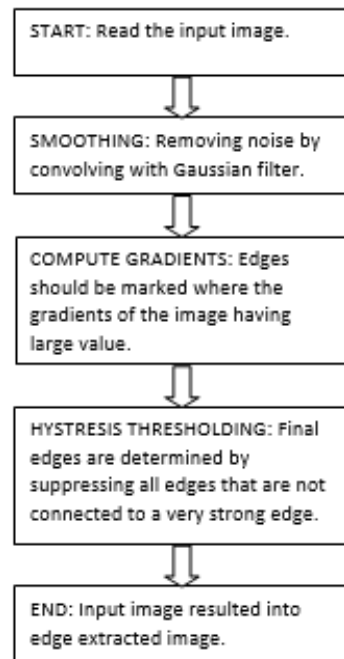 START: Read the input image.
SMOOTHING: Removing noise by
convolving with Gaussian filter.
COMPUTE GRADIENTS: Edges
should be marked where the
gradients of the image having
large value.
HYSTRESIS THRESHOLDING: Final
edges are determined by
suppressing all edges that are not
connected to a very strong edge.
END: Input image resulted into
edge extracted image.